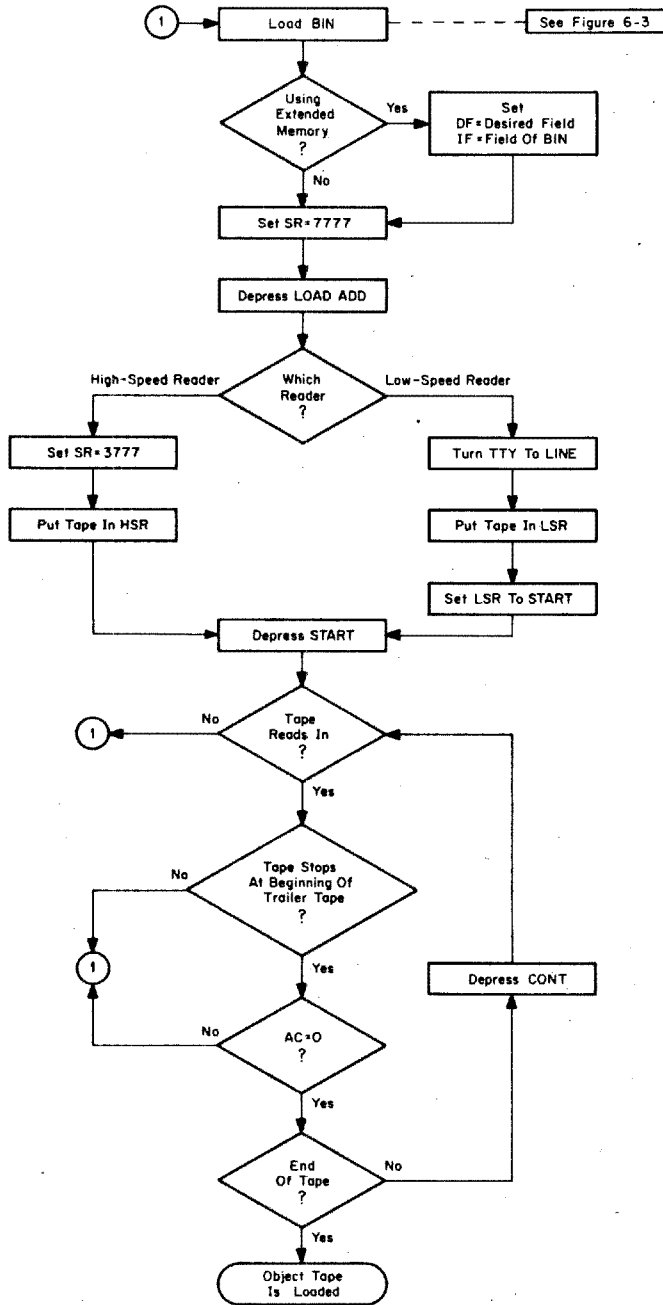 1
Load BIN
See Figure 6-3
Using
Extended
Memory
?
Yes
Set
DF=Desired Field
IF=Field Of BIN
No
Set SR=7777
Depress LOAD ADD
High-Speed Reader
Which
Reader
?
Low-Speed Reader
Set SR=3777
Turn TTY To LINE
Put Tape In HSR
Put Tape In LSR
Set LSR To START
Depress START
1
No
Tape
Reads In
?
Yes
No
Tape Stops
At Beginning Of
Trailer Tape
?
1
Yes
Depress CONT
No
AC=0
?
Yes
End
Of Tape
?
No
Yes
Object Tape
Is Loaded